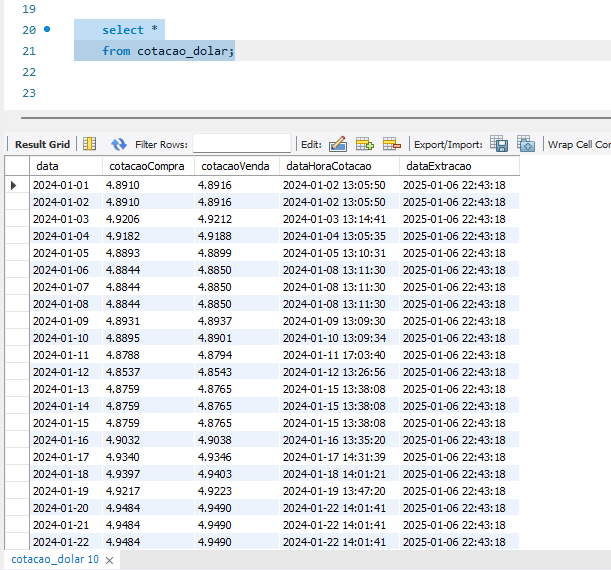 19
20 select *
21 from cotacao_dolar;
22
23
Result Grid Filter Rows: Edit: Export/Import: Wrap Cell Cor
data cotacaoCompra cotacaoVenda dataHoraCotacao dataExtracao
2024-01-01 4.8910 4.8916 2024-01-02 13:05:50 2025-01-06 22:43:18
2024-01-02 4.8910 4.8916 2024-01-02 13:05:50 2025-01-06 22:43:18
2024-01-03 4.9206 4.9212 2024-01-03 13:14:41 2025-01-06 22:43:18
2024-01-04 4.9182 4.9188 2024-01-04 13:05:35 2025-01-06 22:43:18
2024-01-05 4.8893 4.8899 2024-01-05 13:10:31 2025-01-06 22:43:18
2024-01-06 4.8844 4.8850 2024-01-08 13:11:30 2025-01-06 22:43:18
2024-01-07 4.8844 4.8850 2024-01-08 13:11:30 2025-01-06 22:43:18
2024-01-08 4.8844 4.8850 2024-01-08 13:11:30 2025-01-06 22:43:18
2024-01-09 4.8931 4.8937 2024-01-09 13:09:30 2025-01-06 22:43:18
2024-01-10 4.8895 4.8901 2024-01-10 13:09:34 2025-01-06 22:43:18
2024-01-11 4.8788 4.8794 2024-01-11 17:03:40 2025-01-06 22:43:18
2024-01-12 4.8537 4.8543 2024-01-12 13:26:56 2025-01-06 22:43:18
2024-01-13 4.8759 4.8765 2024-01-15 13:38:08 2025-01-06 22:43:18
2024-01-14 4.8759 4.8765 2024-01-15 13:38:08 2025-01-06 22:43:18
2024-01-15 4.8759 4.8765 2024-01-15 13:38:08 2025-01-06 22:43:18
2024-01-16 4.9032 4.9038 2024-01-16 13:35:20 2025-01-06 22:43:18
2024-01-17 4.9340 4.9346 2024-01-17 14:31:39 2025-01-06 22:43:18
2024-01-18 4.9397 4.9403 2024-01-18 14:01:21 2025-01-06 22:43:18
2024-01-19 4.9217 4.9223 2024-01-19 13:47:20 2025-01-06 22:43:18
2024-01-20 4.9484 4.9490 2024-01-22 14:01:41 2025-01-06 22:43:18
2024-01-21 4.9484 4.9490 2024-01-22 14:01:41 2025-01-06 22:43:18
2024-01-22 4.9484 4.9490 2024-01-22 14:01:41 2025-01-06 22:43:18
cotacao_dolar 10